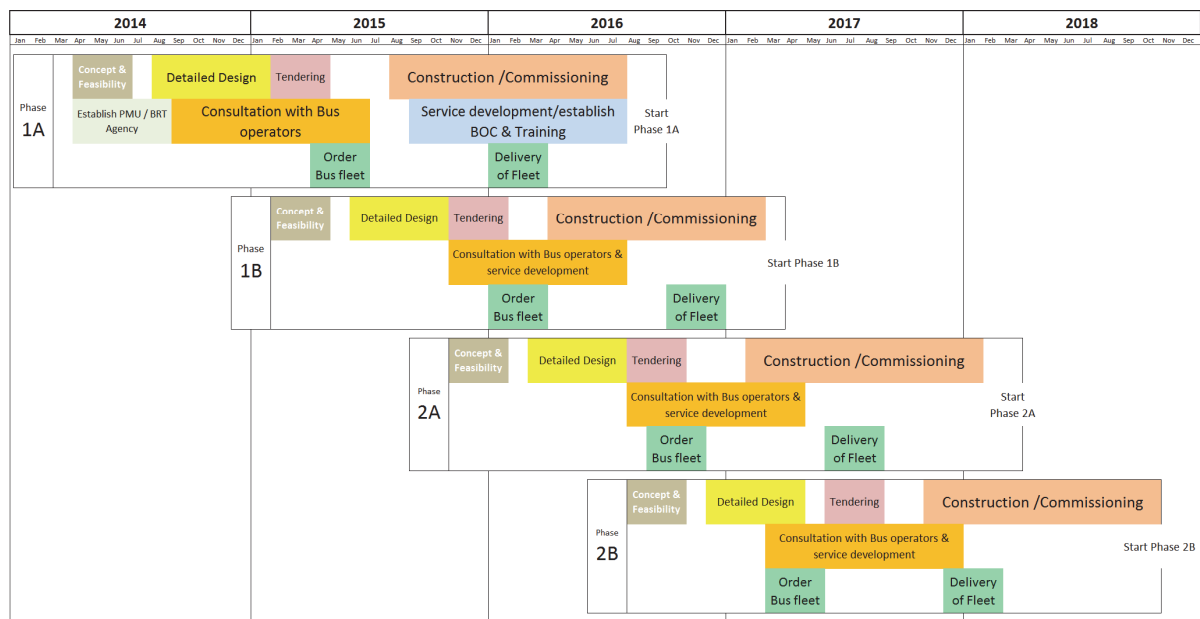 2014 2015 2016 2017 2018
Jan Feb Mar Apr May Jun Jul Aug Sep Oct Nov Dec Jan Feb Mar Apr May Jun Jul Aug Sep Oct Nov Dec Jan Feb Mar Apr May Jun Jul Aug Sep Oct Nov Dec Jan Feb Mar Apr May Jun Jul Aug Sep Oct Nov Dec Jan Feb Mar Apr May Jun Jul Aug Sep Oct Nov Dec
Phase
1A
Concept &
Feasibility
Detailed Design
Tendering
Construction /Commissioning
Establish PMU / BRT
Agency
Consultation with Bus
operators
Service development/establish
BOC & Training
Start
Phase 1A
Order
Bus fleet
Delivery
of Fleet
Phase
1B
Concept &
Feasibility
Detailed Design
Tendering
Construction /Commissioning
Consultation with Bus operators &
service development
Start Phase 1B
Order
Bus fleet
Delivery
of Fleet
Phase
2A
Concept &
Feasibility
Detailed Design
Tendering
Construction /Commissioning
Consultation with Bus operators &
service development
Start
Phase 2A
Order
Bus fleet
Delivery
of Fleet
Phase
2B
Concept &
Feasibility
Detailed Design
Tendering
Construction /Commissioning
Consultation with Bus operators &
service development
Start Phase 2B
Order
Bus fleet
Delivery
of Fleet